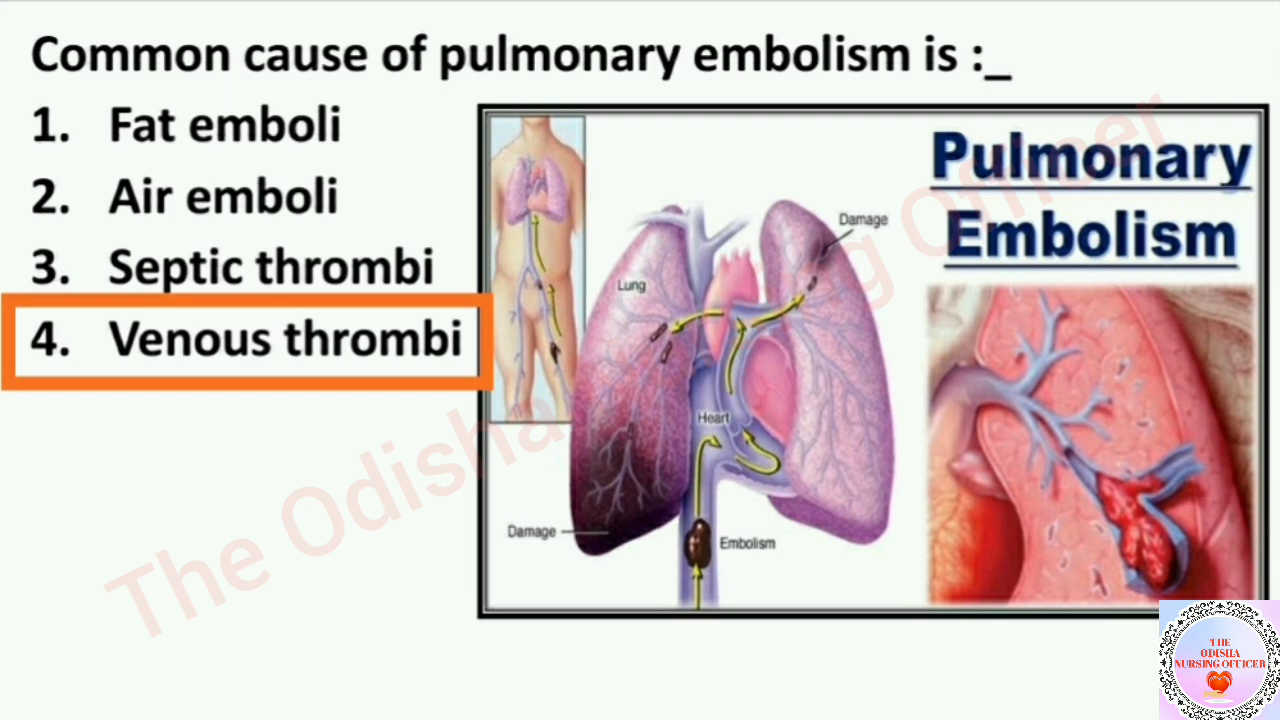 Common cause of pulmonary embolism is :_
1. Fat emboli
2. Air emboli
3. Septic thrombi
4. Venous thrombi
Pulmonary
Embolism
Damage
Lung
Heart
Damage
Embolism
The Odisha Nursing Officer
THE
ODISHA
NURSING OFFICER